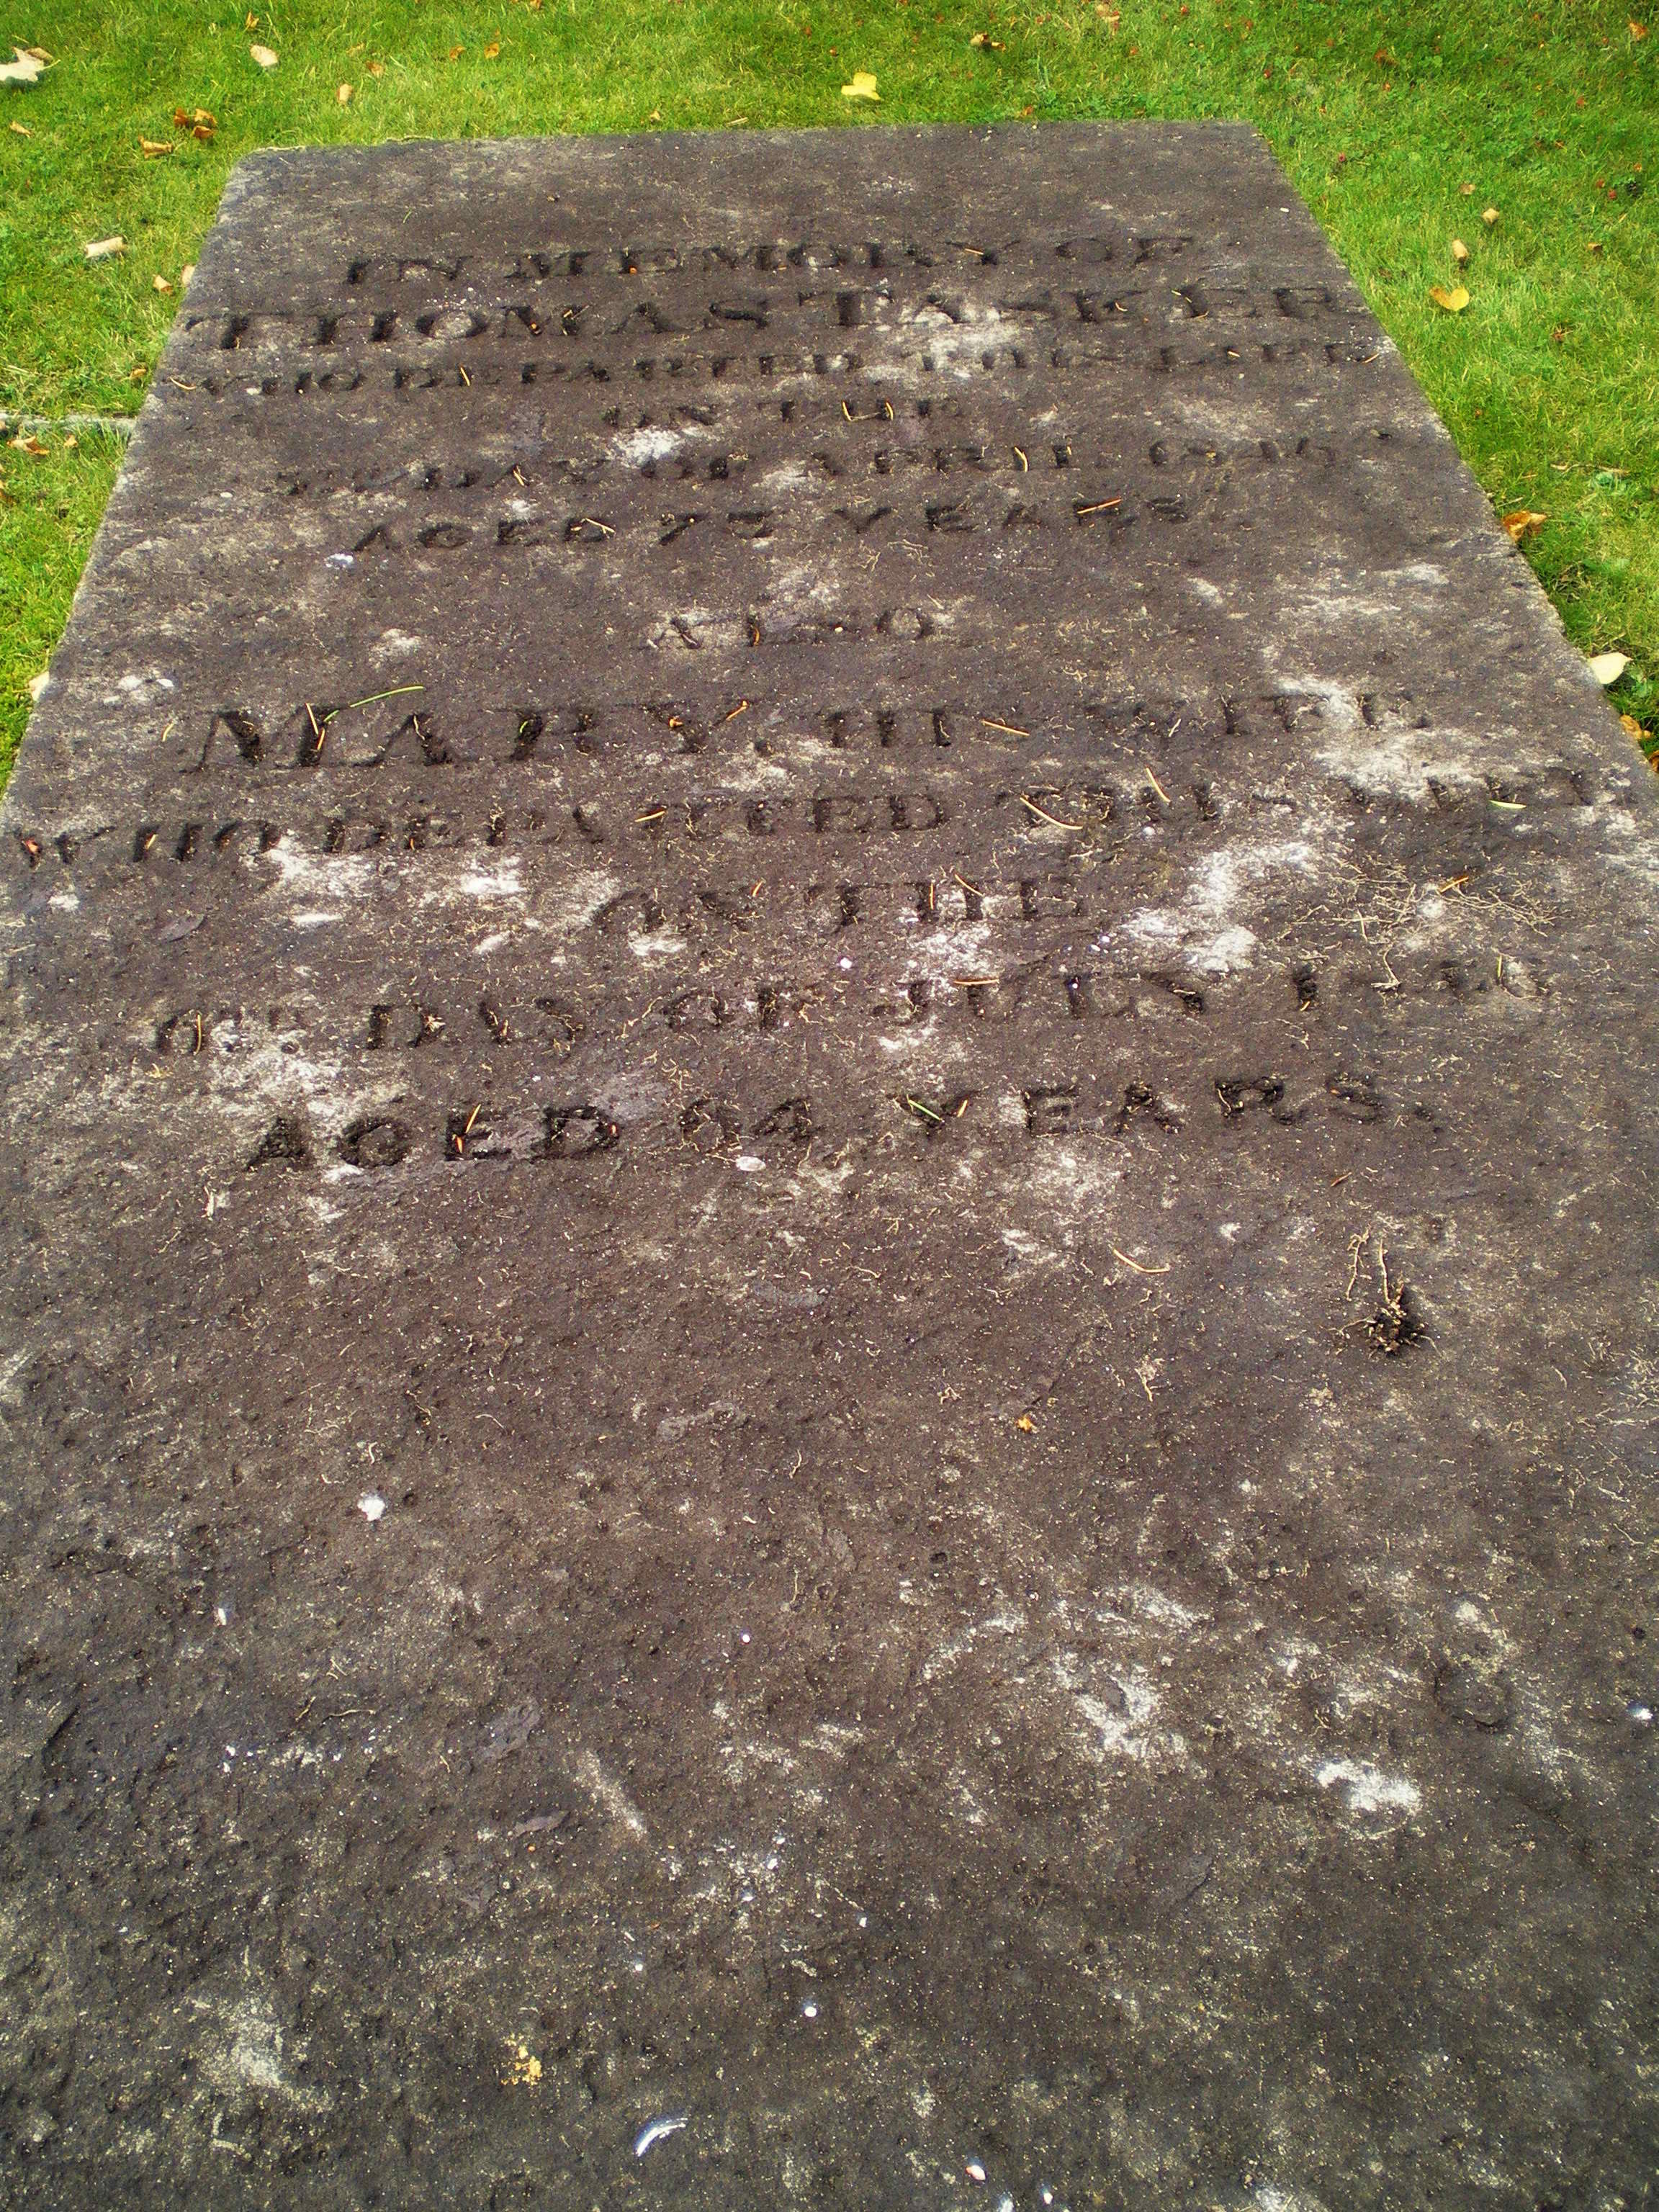 IN MEMORY OF
THOMAS TASKER
WHO DEPARTED THIS LIFE
ON THE
DAY OF APRIL
AGED 73 YEARS.
ALSO
MARY, HIS WIFE
WHO DEPARTED THIS LIFE
ON THE
DAY OF JULY
AGED 64 YEARS.